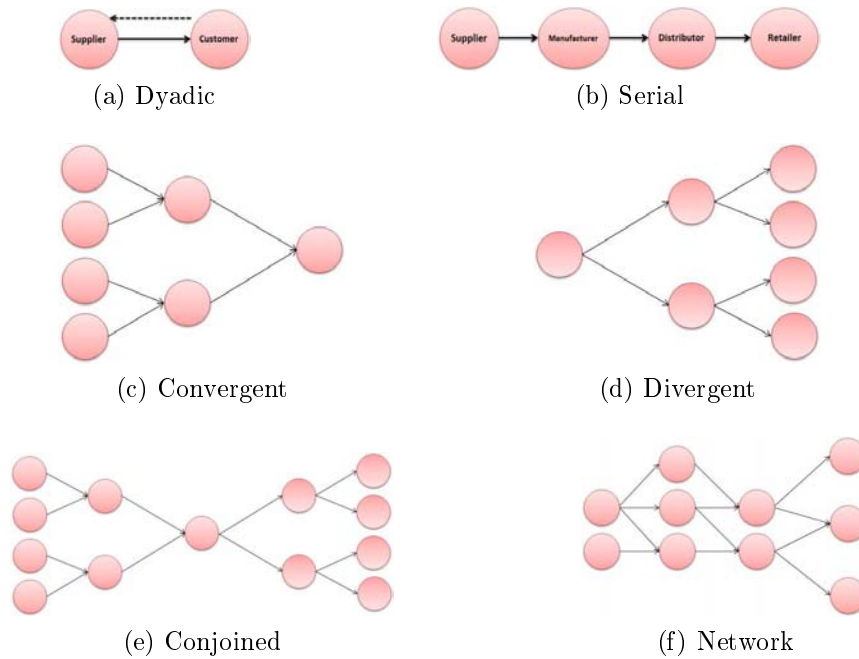 Supplier
Customer
Supplier
Manufacturer
Distributor
Retailer
(a) Dyadic
(b) Serial
(c) Convergent
(d) Divergent
(e) Conjoined
(f) Network